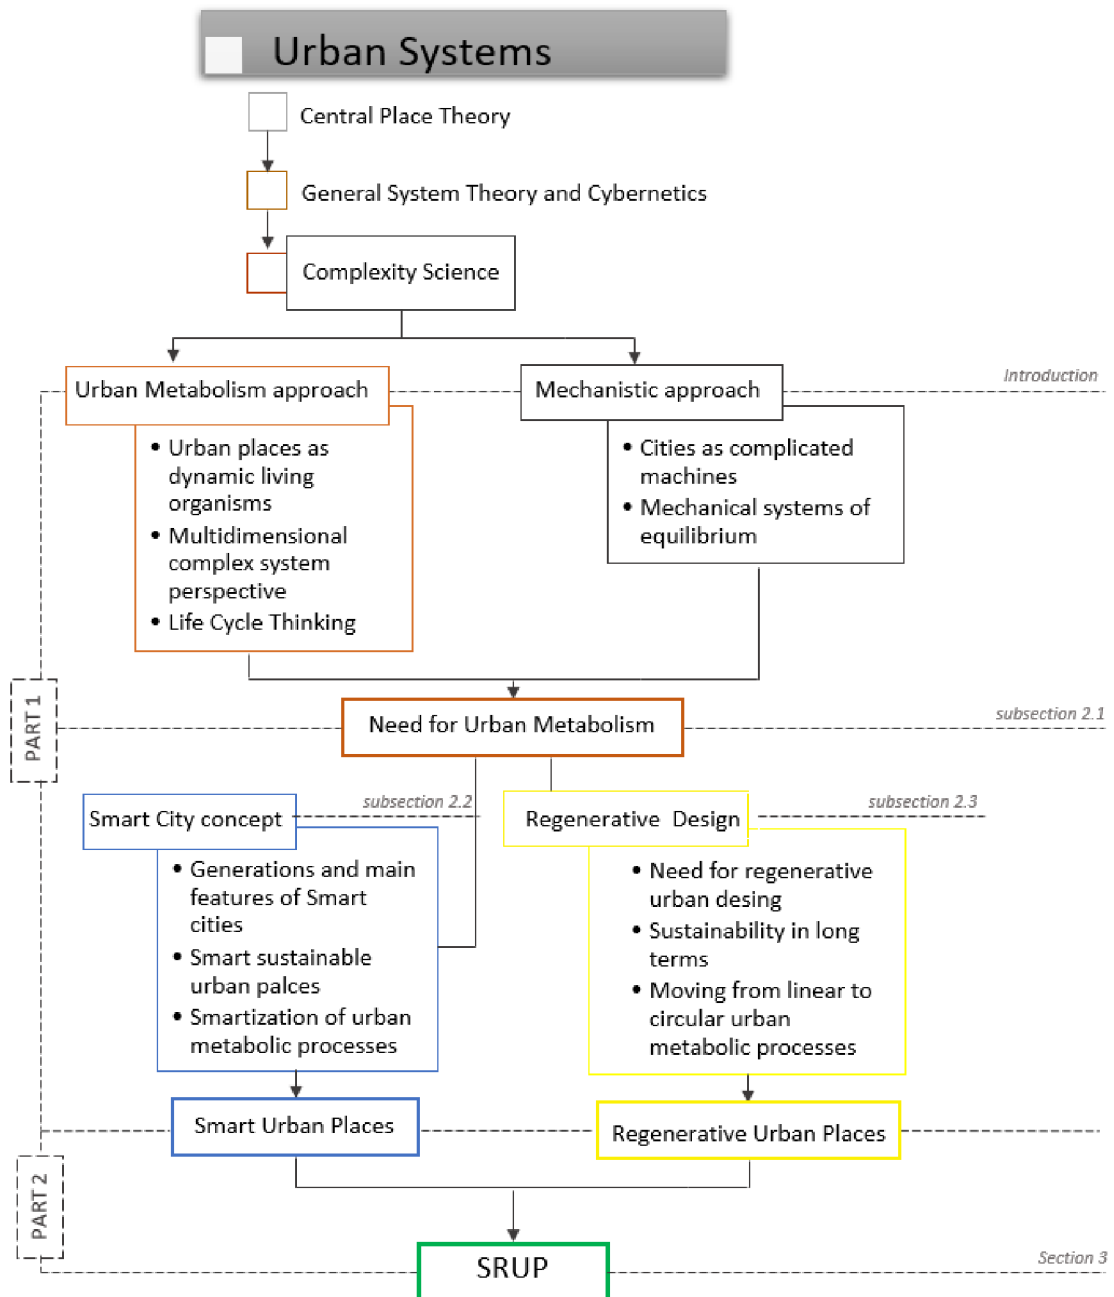 Urban Systems
Central Place Theory
General System Theory and Cybernetics
Complexity Science
Urban Metabolism approach
Mechanistic approach
Introduction
• Urban places as
dynamic living
organisms
• Multidimensional
complex system
perspective
• Life Cycle Thinking
• Cities as complicated
machines
• Mechanical systems of
equilibrium
PART 1
Need for Urban Metabolism
subsection 2.1
Smart City concept
subsection 2.2
Regenerative Design
subsection 2.3
• Generations and main
features of Smart
cities
• Smart sustainable
urban palces
• Smartization of urban
metabolic processes
• Need for regenerative
urban desing
• Sustainability in long
terms
• Moving from linear to
circular urban
metabolic processes
Smart Urban Places
Regenerative Urban Places
PART 2
SRUP
Section 3